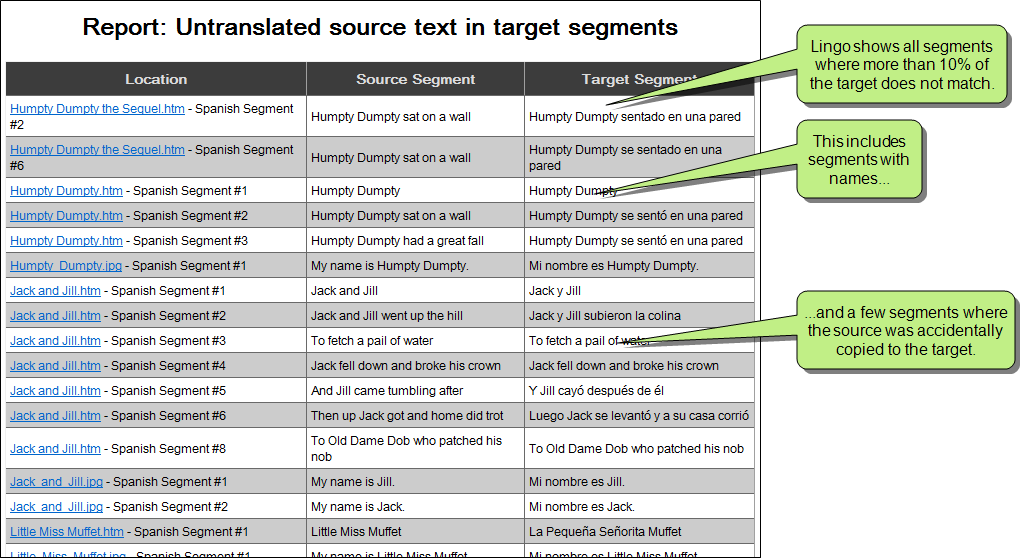 Report: Untranslated source text in target segments
Location Source Segment Target Segment
Humpty Dumpty the Sequel.htm - Spanish Segment #2 Humpty Dumpty sat on a wall Humpty Dumpty sentado en una pared
Humpty Dumpty the Sequel.htm - Spanish Segment #6 Humpty Dumpty sat on a wall Humpty Dumpty se sentado en una pared
Humpty Dumpty.htm - Spanish Segment #1 Humpty Dumpty Humpty Dumpty
Humpty Dumpty.htm - Spanish Segment #2 Humpty Dumpty sat on a wall Humpty Dumpty se sentó en una pared
Humpty Dumpty.htm - Spanish Segment #3 Humpty Dumpty had a great fall Humpty Dumpty se sentó en una pared
Humpty_Dumpty.jpg - Spanish Segment #1 My name is Humpty Dumpty. Mi nombre es Humpty Dumpty.
Jack and Jill.htm - Spanish Segment #1 Jack and Jill Jack y Jill
Jack and Jill.htm - Spanish Segment #2 Jack and Jill went up the hill Jack y Jill subieron la colina
Jack and Jill.htm - Spanish Segment #3 To fetch a pail of water To fetch a pail of water
Jack and Jill.htm - Spanish Segment #4 Jack fell down and broke his crown Jack fell down and broke his crown
Jack and Jill.htm - Spanish Segment #5 And Jill came tumbling after Y Jill cayó después de él
Jack and Jill.htm - Spanish Segment #6 Then up Jack got and home did trot Luego Jack se levantó y a su casa corrió
Jack and Jill.htm - Spanish Segment #8 To Old Dame Dob who patched his nob To Old Dame Dob who patched his nob
Jack_and_Jill.jpg - Spanish Segment #1 My name is Jill. Mi nombre es Jill.
Jack_and_Jill.jpg - Spanish Segment #2 My name is Jack. Mi nombre es Jack.
Little Miss Muffet.htm - Spanish Segment #1 Little Miss Muffet La Pequeña Señorita Muffet
Little_Miss_Muffet.jpg - Spanish Segment #1 My name is Little Miss Muffet Mi nombre es Little Miss Muffet
Lingo shows all segments
where more than 10% of
the target does not match.
This includes
segments with
names...
...and a few segments where
the source was accidentally
copied to the target.